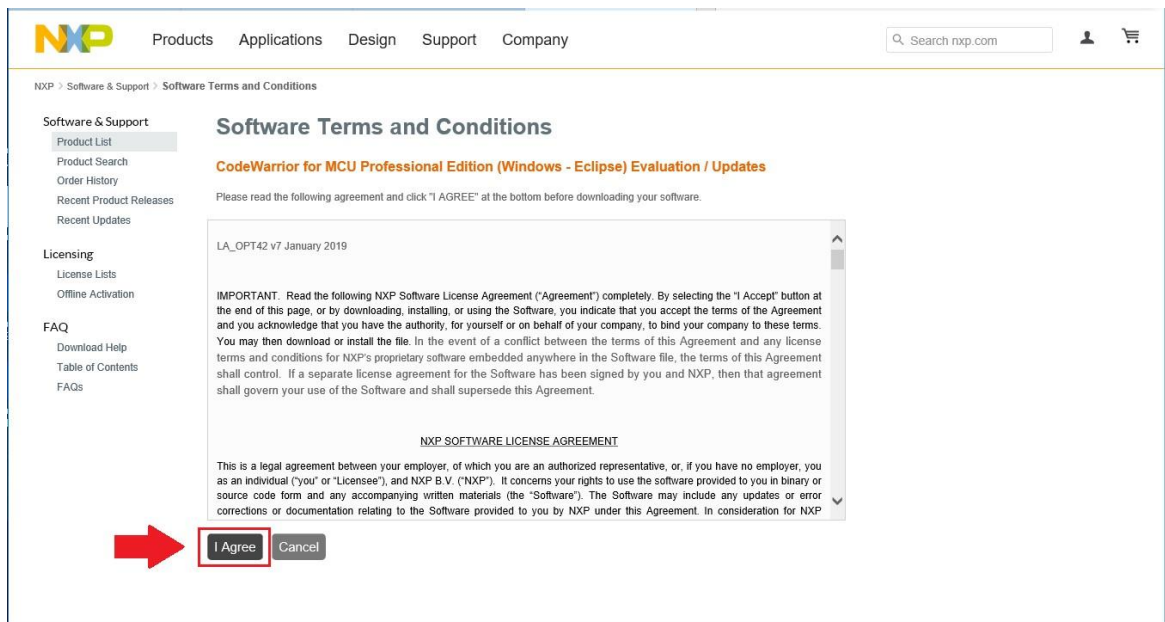 NXP Products Applications Design Support Company Search nxp.com
NXP > Software & Support > Software Terms and Conditions
Software & Support
Product List
Product Search
Order History
Recent Product Releases
Recent Updates
Licensing
License Lists
Offline Activation
FAQ
Download Help
Table of Contents
FAQs
Software Terms and Conditions
CodeWarrior for MCU Professional Edition (Windows - Eclipse) Evaluation / Updates
Please read the following agreement and click "I AGREE" at the bottom before downloading your software.
LA_OPT42 v7 January 2019
IMPORTANT. Read the following NXP Software License Agreement ("Agreement") completely. By selecting the "I Accept" button at
the end of this page, or by downloading, installing, or using the Software, you indicate that you accept the terms of the Agreement
and you acknowledge that you have the authority, for yourself or on behalf of your company, to bind your company to these terms.
You may then download or install the file. In the event of a conflict between the terms of this Agreement and any license
terms and conditions for NXP's proprietary software embedded anywhere in the Software file, the terms of this Agreement
shall control. If a separate license agreement for the Software has been signed by you and NXP, then that agreement
shall govern your use of the Software and shall supersede this Agreement.
NXP SOFTWARE LICENSE AGREEMENT
This is a legal agreement between your employer, of which you are an authorized representative, or, if you have no employer, you
as an individual ("you" or "Licensee"), and NXP B.V. ("NXP"). It concerns your rights to use the software provided to you in binary or
source code form and any accompanying written materials (the "Software"). The Software may include any updates or error
corrections or documentation relating to the Software provided to you by NXP under this Agreement. In consideration for NXP
I Agree Cancel